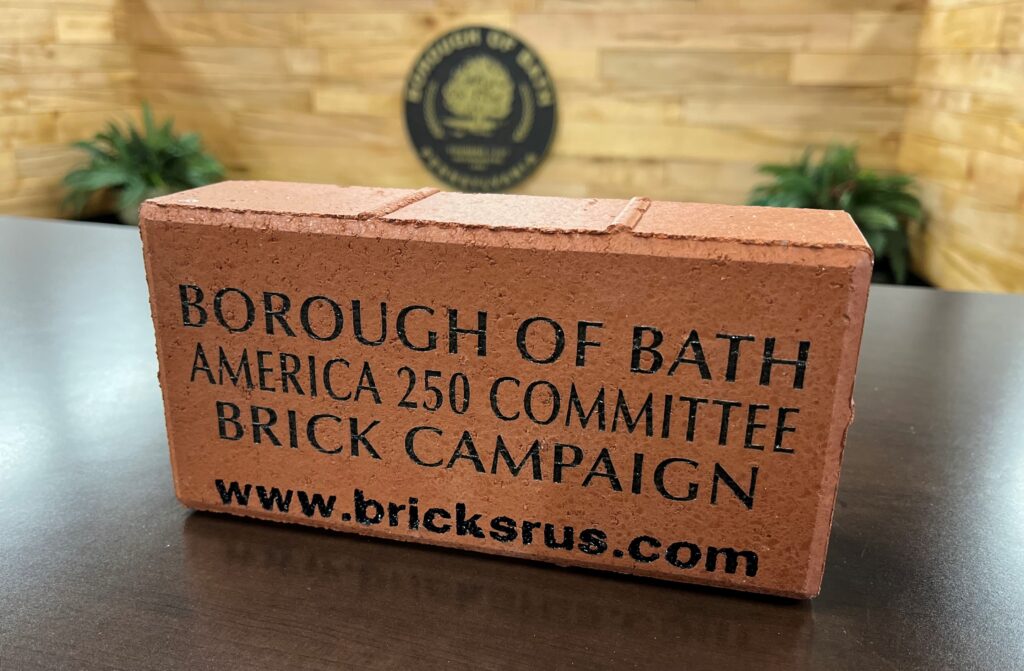 BOROUGH OF BATH
BOROUGH OF BATH
AMERICA 250 COMMITTEE
BRICK CAMPAIGN
www.bricksrus.com